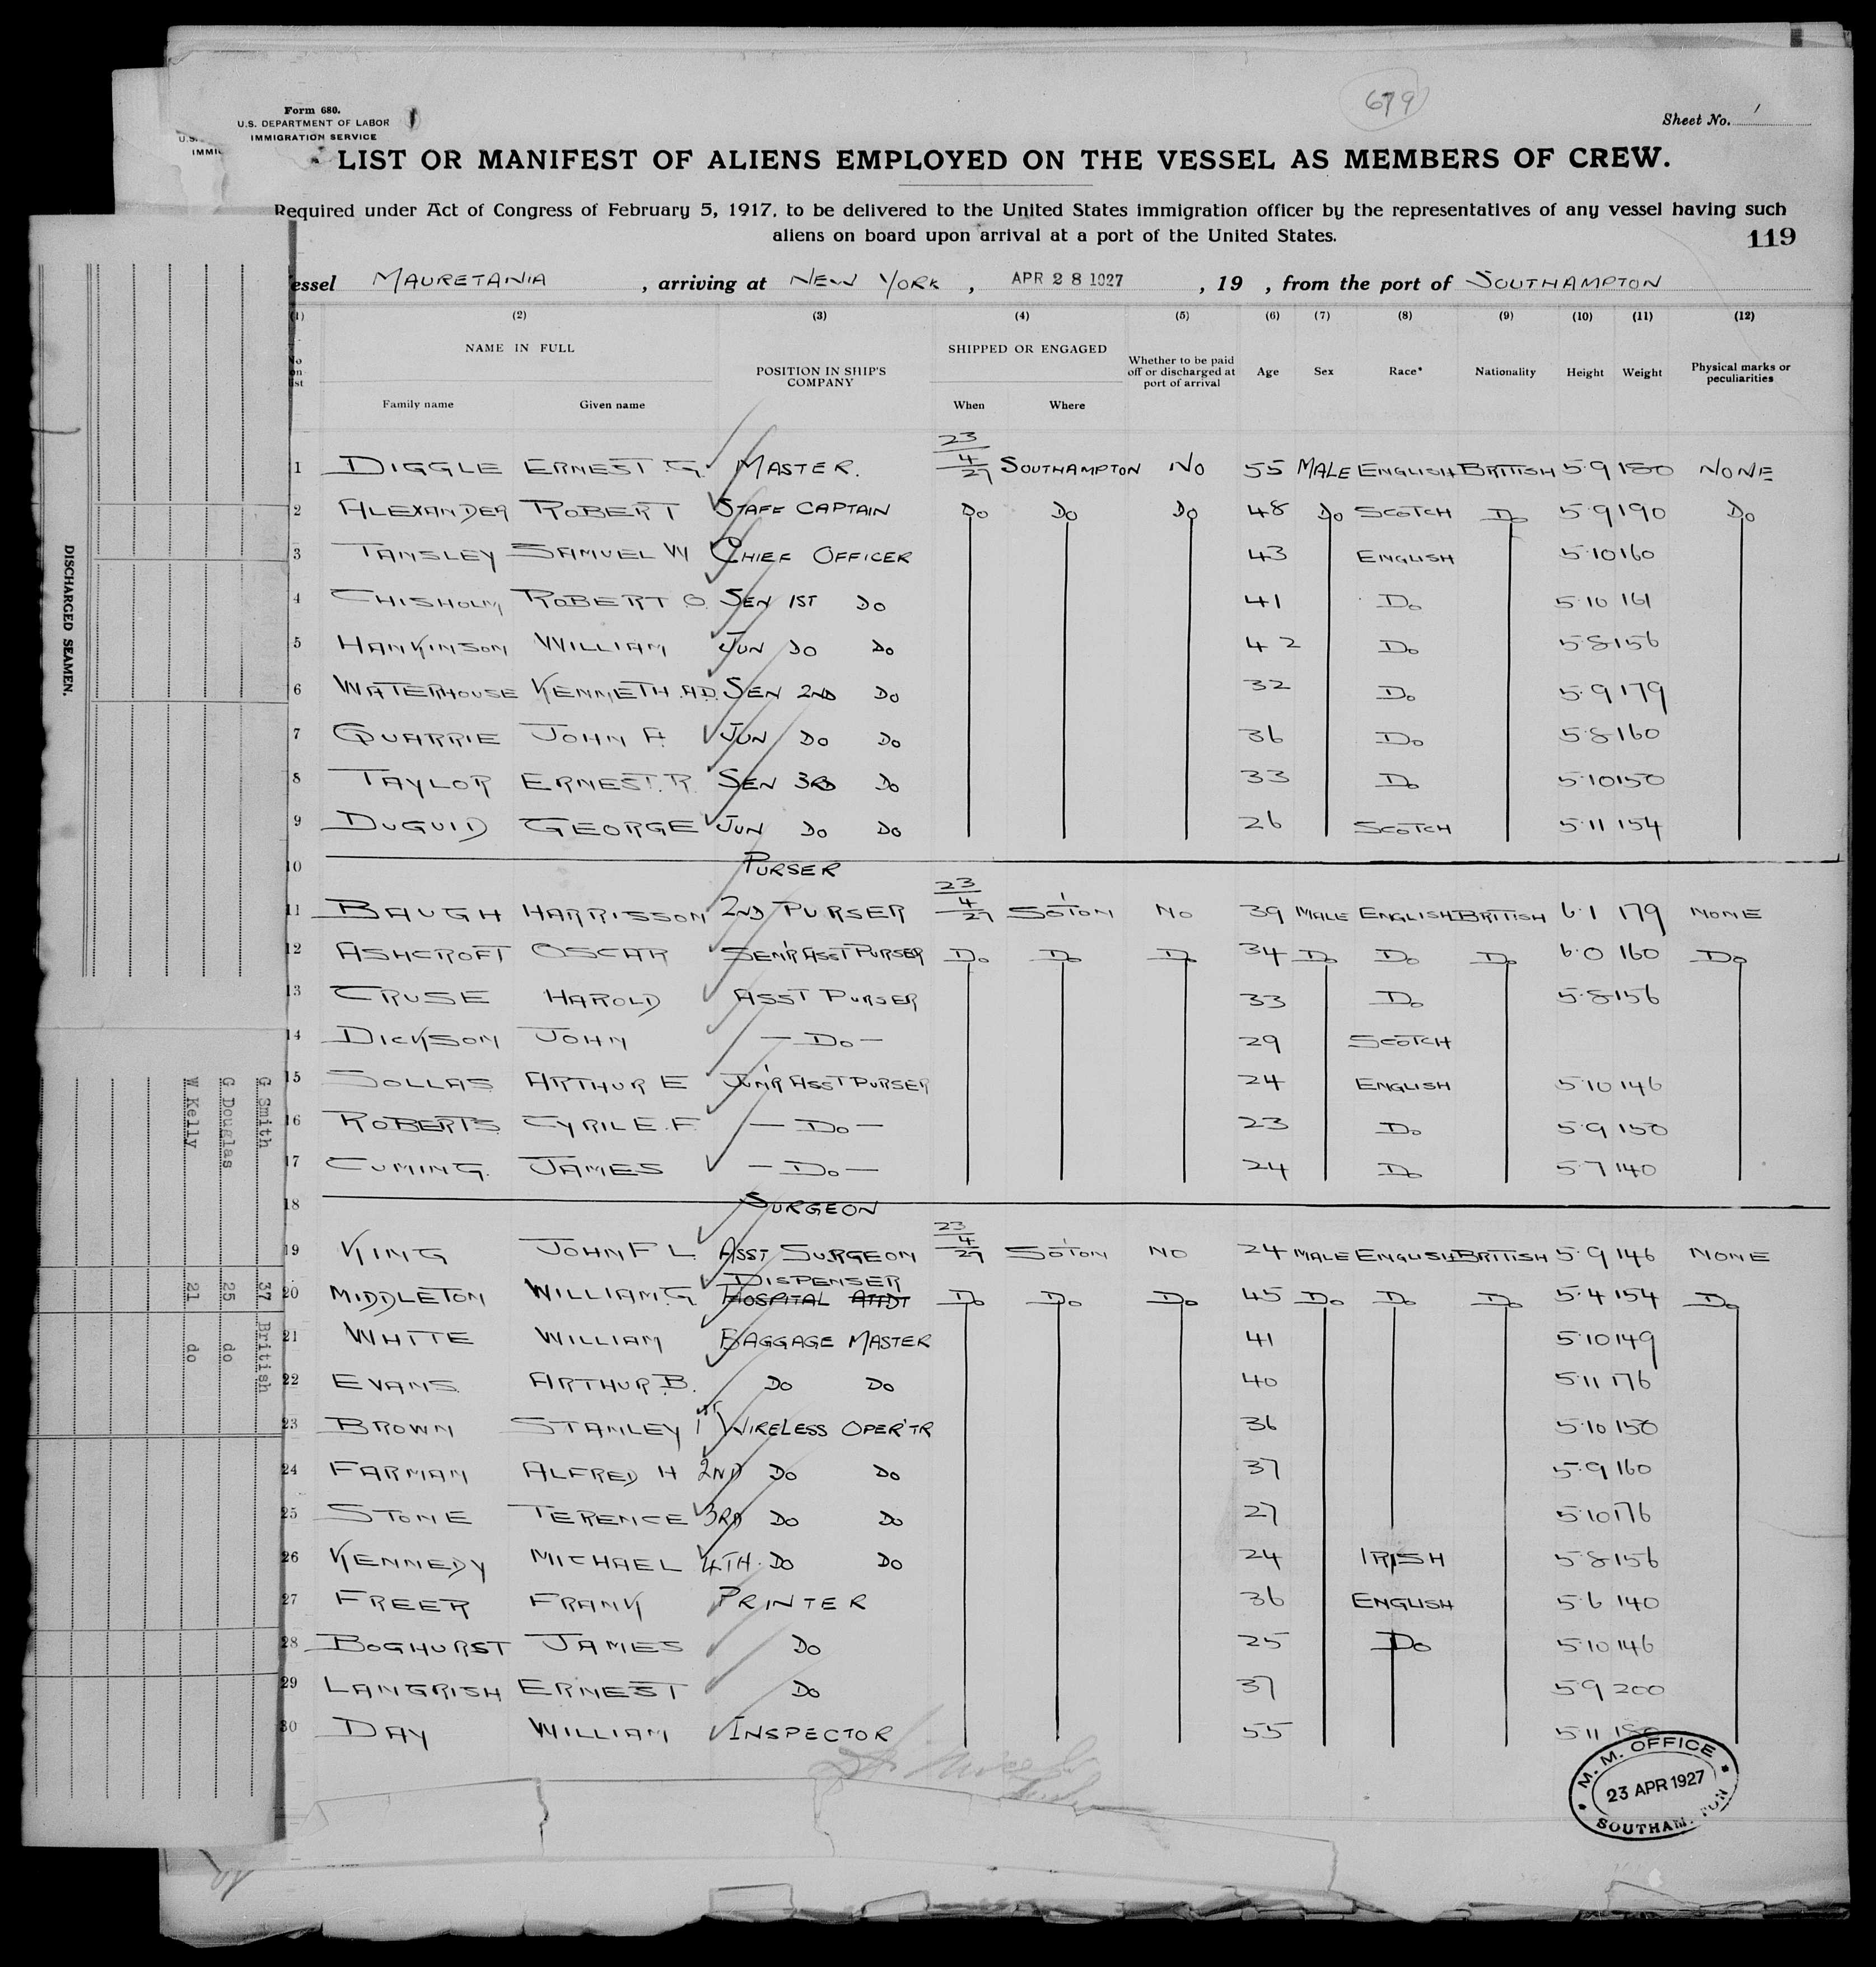 679
Form 680.
U.S. DEPARTMENT OF LABOR
IMMIGRATION SERVICE
Sheet No. 1
LIST OR MANIFEST OF ALIENS EMPLOYED ON THE VESSEL AS MEMBERS OF CREW.
Required under Act of Congress of February 5, 1917, to be delivered to the United States immigration officer by the representatives of any vessel having such
aliens on board upon arrival at a port of the United States.
119
essel MAURETANIA, arriving at NEW YORK, APR 28 1927, 19 , from the port of SOUTHAMPTON
(1) (2) (3) (4) (5) (6) (7) (8) (9) (10) (11) (12)
NAME IN FULL
Family name Given name
POSITION IN SHIP'S COMPANY
SHIPPED OR ENGAGED
When Where
Whether to be paid off or discharged at port of arrival
Age Sex Race* Nationality Height Weight
Physical marks or peculiarities
1 DIGGLE ERNEST.G. MASTER. 23/4/27 SOUTHAMPTON NO 55 MALE ENGLISH BRITISH 5·9 180 NONE
2 ALEXANDER ROBERT STAFF CAPTAIN DO DO DO 48 DO SCOTCH DO 5·9 190 DO
3 TANSLEY SAMUEL W CHIEF OFFICER 43 ENGLISH 5·10 160
4 CHISHOLM ROBERT O. SEN 1ST DO 41 DO 5·10 161
5 HANKINSON WILLIAM JUN DO DO 42 DO 5·8 156
6 WATERHOUSE KENNETH.A.D. SEN 2ND DO 32 DO 5·9 179
7 QUARRIE JOHN A. JUN DO DO 36 DO 5·8 160
8 TAYLOR ERNEST.R. SEN 3RD DO 33 DO 5·10 150
9 DUGUID GEORGE JUN DO DO 26 SCOTCH 5·11 154
10 PURSER
11 BAUGH HARRISSON 2ND PURSER 23/4/27 SO'TON NO 39 MALE ENGLISH BRITISH 6·1 179 NONE
12 ASHCROFT OSCAR SEN'R ASST PURSER DO DO DO 34 DO DO DO 6·0 160 DO
13 CRUSE HAROLD ASST PURSER 33 DO 5·8 156
14 DICKSON JOHN — DO — 29 SCOTCH
15 SOLLAS ARTHUR E JUN'R ASST PURSER 24 ENGLISH 5·10 146
16 ROBERTS CYRIL E. F. — DO — 23 DO 5·9 150
17 CUMING. JAMES — DO — 24 DO 5·7 140
18 SURGEON
19 KING JOHN F L. ASST SURGEON 23/4/27 SO'TON NO 24 MALE ENGLISH BRITISH 5·9 146 NONE
DISPENSER
20 MIDDLETON WILLIAM.G. HOSPITAL ATTDT DO DO DO 45 DO DO DO 5·4 154 DO
21 WHITE WILLIAM BAGGAGE MASTER 41 5·10 149
22 EVANS ARTHUR.B. DO DO 40 5·11 176
23 BROWN STANLEY 1ST WIRELESS OPER'TR 36 5·10 150
24 FARMAN ALFRED H 2ND DO DO 37 5·9 160
25 STONE TERENCE 3RD DO DO 27 5·10 176
26 KENNEDY MICHAEL 4TH. DO DO 24 IRISH 5·8 156
27 FREER FRANK PRINTER 36 ENGLISH 5·6 140
28 BOGHURST JAMES DO 25 DO 5·10 146
29 LANGRISH ERNEST DO 37 5·9 200
30 DAY WILLIAM INSPECTOR 55 5·11 180
M. M. OFFICE
23 APR 1927
DISCHARGED SEAMEN.
G Smith 37 British
G Douglas 25 do
W Kelly 21 do